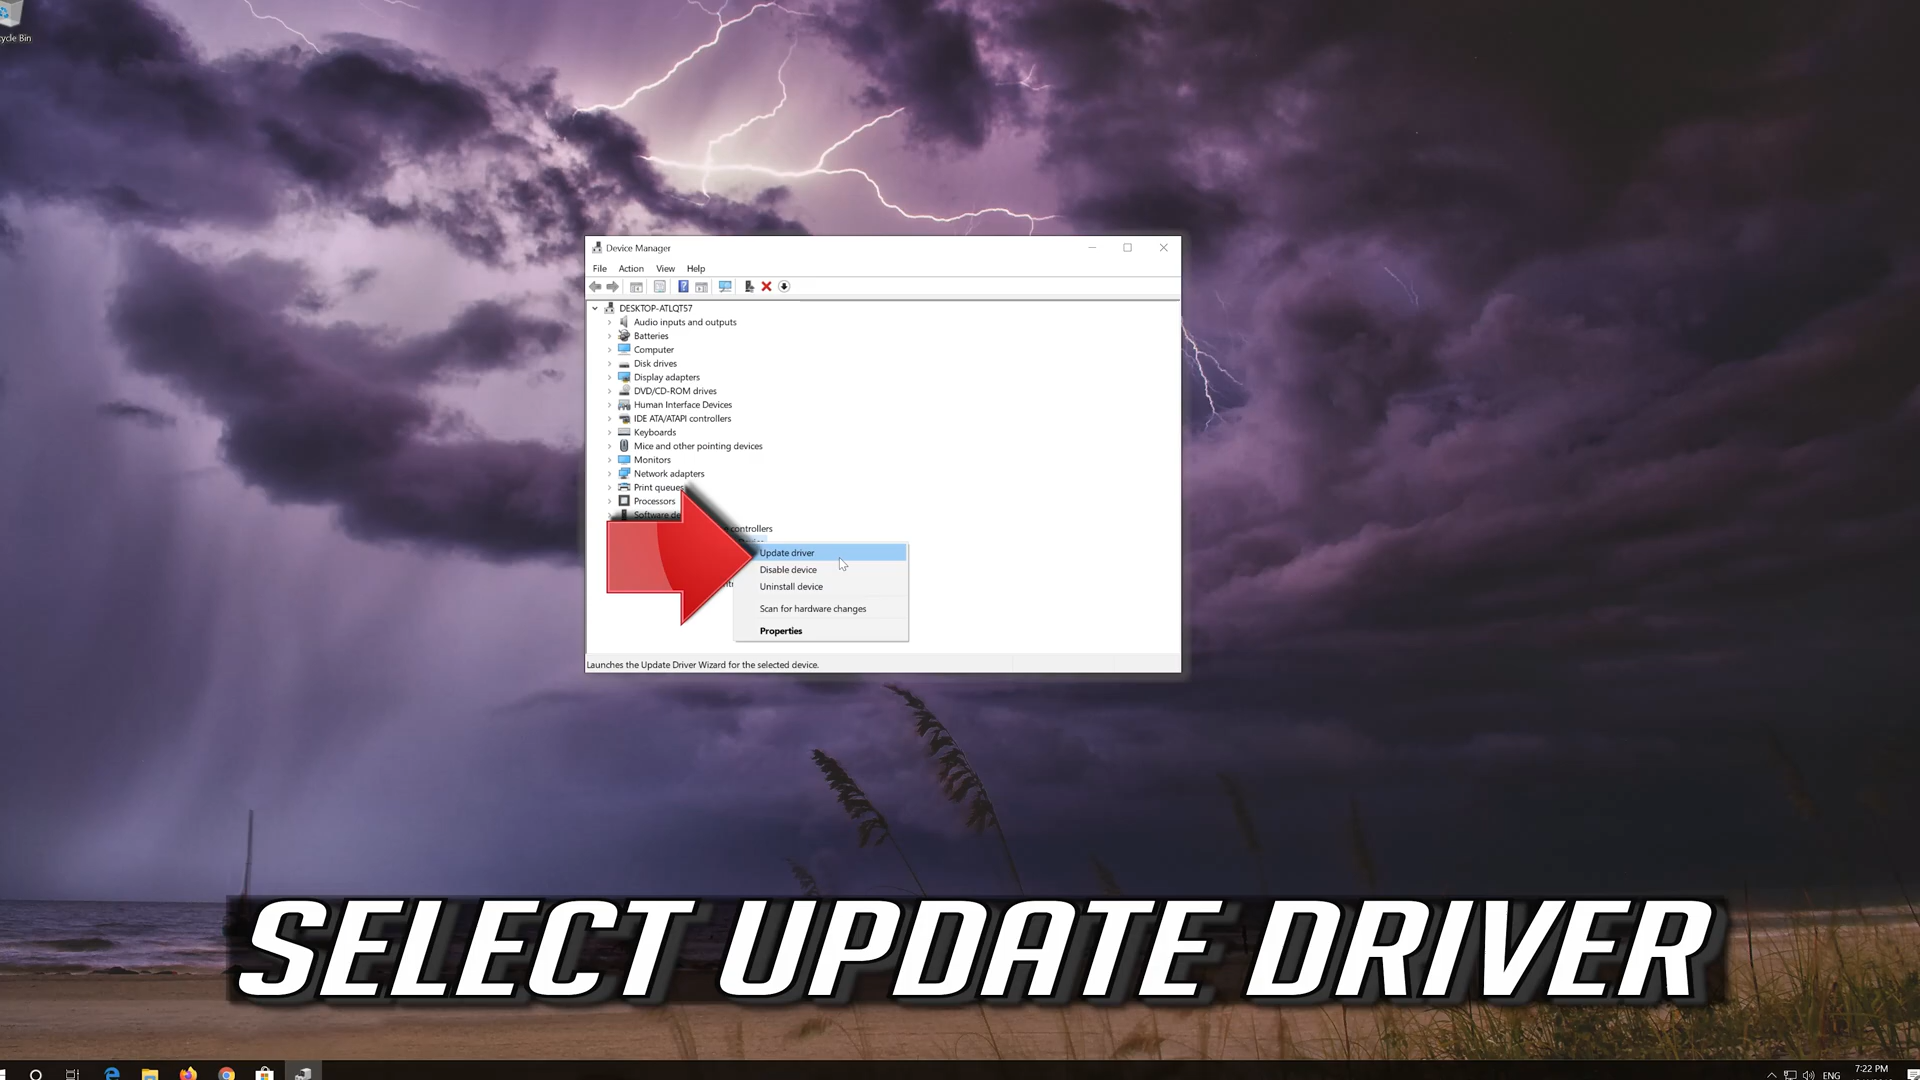 cycle Bin
Device Manager
File Action View Help
DESKTOP-ATLQT57
Audio inputs and outputs
Batteries
Computer
Disk drives
Display adapters
DVD/CD-ROM drives
Human Interface Devices
IDE ATA/ATAPI controllers
Keyboards
Mice and other pointing devices
Monitors
Network adapters
Print queues
Processors
Software de
controllers
Update driver
Disable device
Uninstall device
Scan for hardware changes
Properties
Launches the Update Driver Wizard for the selected device.
SELECT UPDATE DRIVER
ENG
7:22 PM